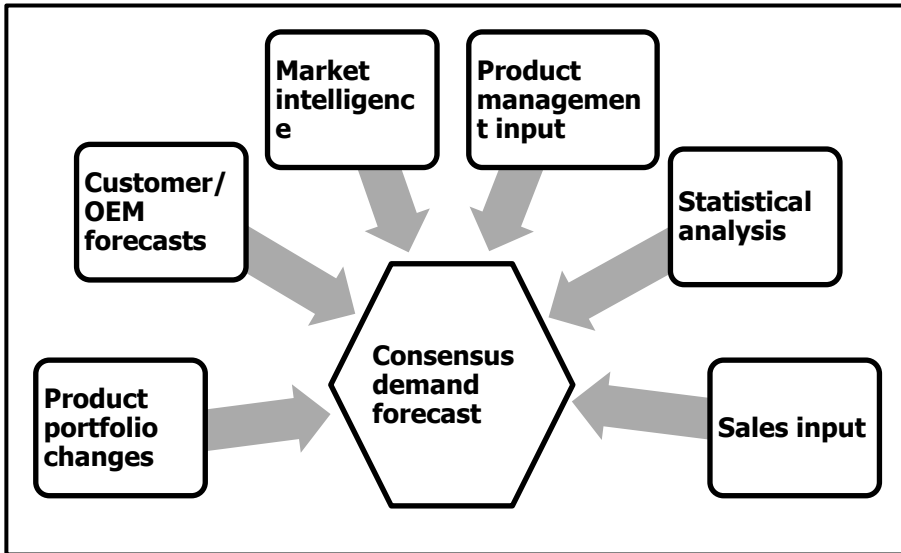 Market
intelligenc
e
Product
managemen
t input
Customer/
OEM
forecasts
Statistical
analysis
Consensus
demand
forecast
Product
portfolio
changes
Sales input